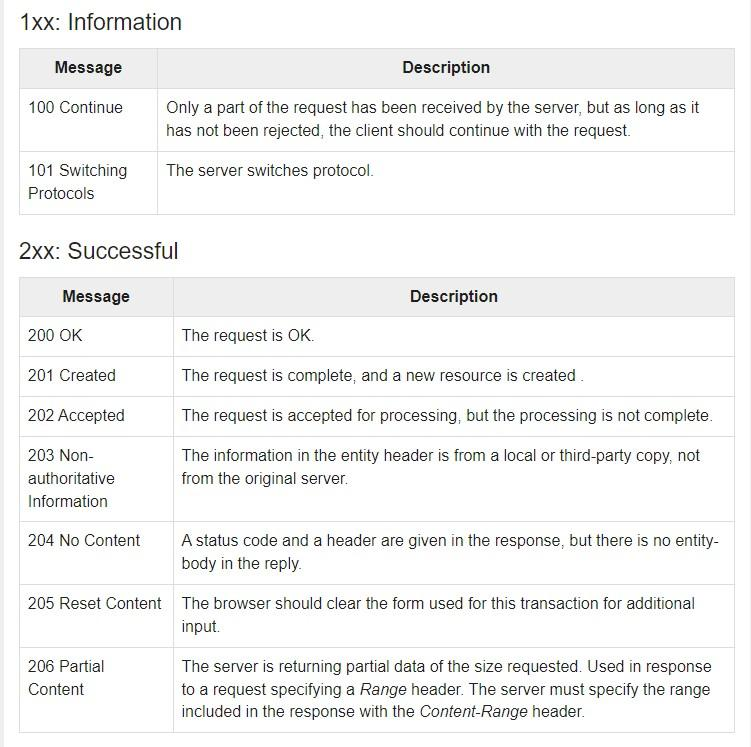 1xx: Information
Message Description
100 Continue Only a part of the request has been received by the server, but as long as it
has not been rejected, the client should continue with the request.
101 Switching The server switches protocol.
Protocols
2xx: Successful
Message Description
200 OK The request is OK.
201 Created The request is complete, and a new resource is created .
202 Accepted The request is accepted for processing, but the processing is not complete.
203 Non- The information in the entity header is from a local or third-party copy, not
authoritative from the original server.
Information
204 No Content A status code and a header are given in the response, but there is no entity-
body in the reply.
205 Reset Content The browser should clear the form used for this transaction for additional
input.
206 Partial The server is returning partial data of the size requested. Used in response
Content to a request specifying a Range header. The server must specify the range
included in the response with the Content-Range header.